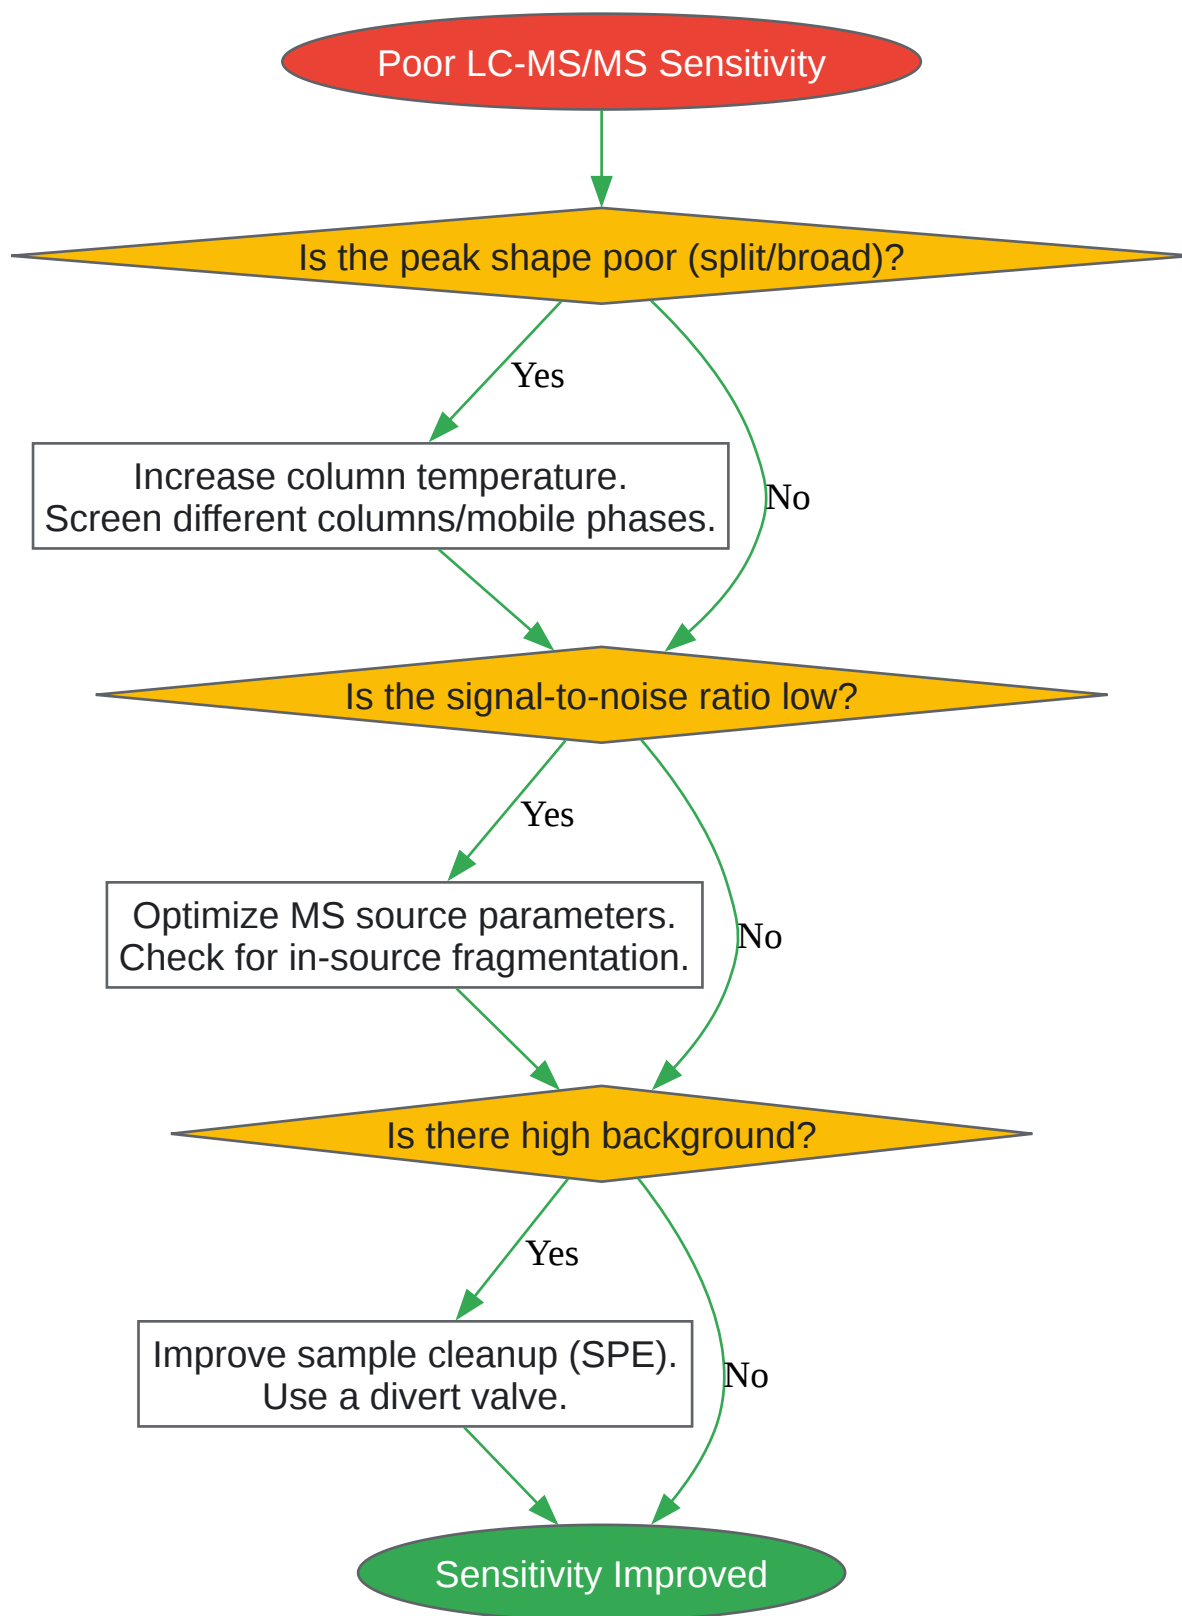 Poor LC-MS/MS Sensitivity
Is the peak shape poor (split/broad)?
Yes
Increase column temperature.
Screen different columns/mobile phases.
No
Is the signal-to-noise ratio low?
Yes
Optimize MS source parameters.
Check for in-source fragmentation.
No
Is there high background?
Yes
Improve sample cleanup (SPE).
Use a divert valve.
No
Sensitivity Improved